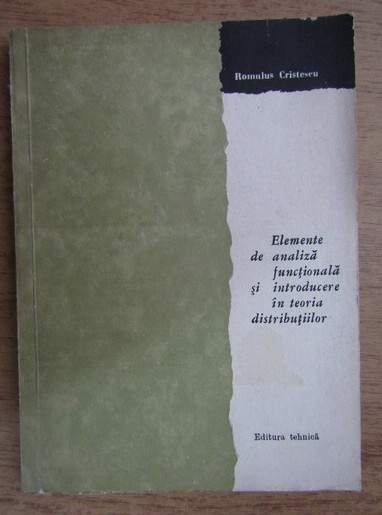 Romulus Cristescu
Elemente
de analiză
funcțională
și introducere
în teoria
distribuțiilor
Editura tehnică